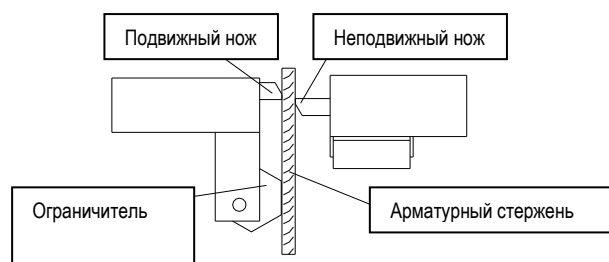 Подвижный нож
Неподвижный нож
Ограничитель
Арматурный стержень